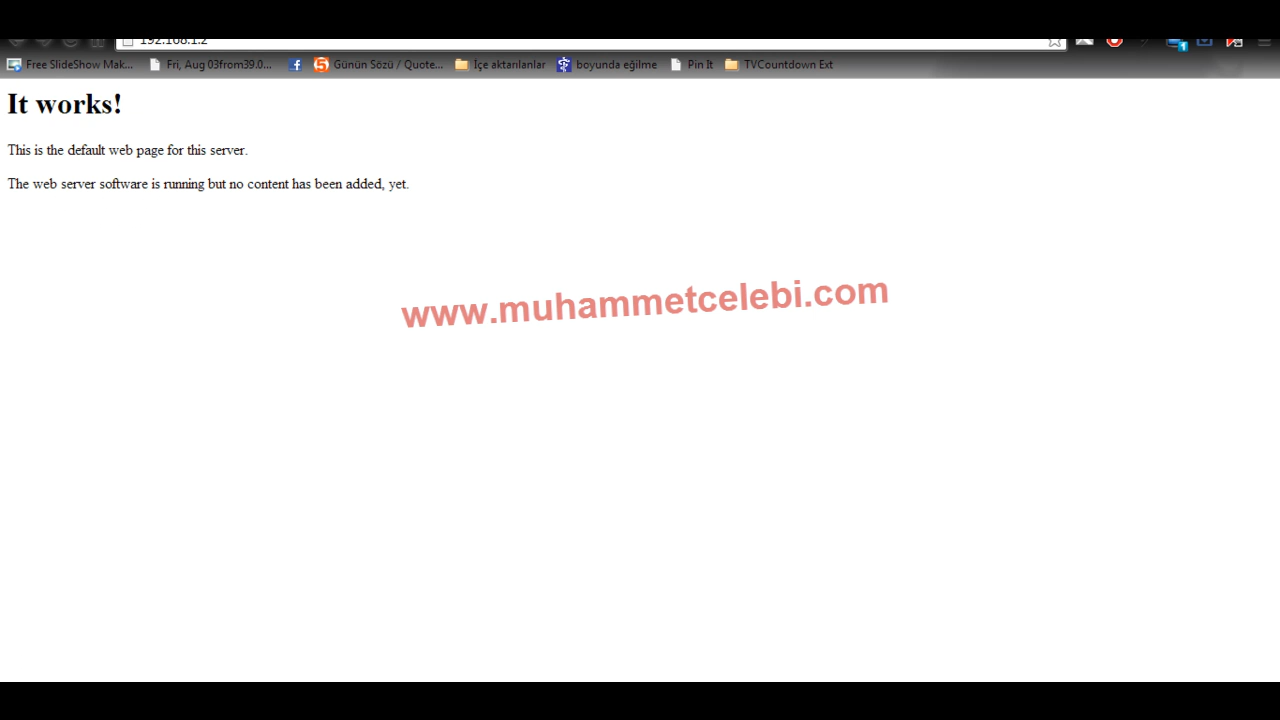 192.168.1.2
Free SlideShow Mak... Fri, Aug 03from39.0... Günün Sözü / Quote... İçe aktarılanlar boyunda eğilme Pin It TVCountdown Ext
It works!
This is the default web page for this server.
The web server software is running but no content has been added, yet.
www.muhammetcelebi.com